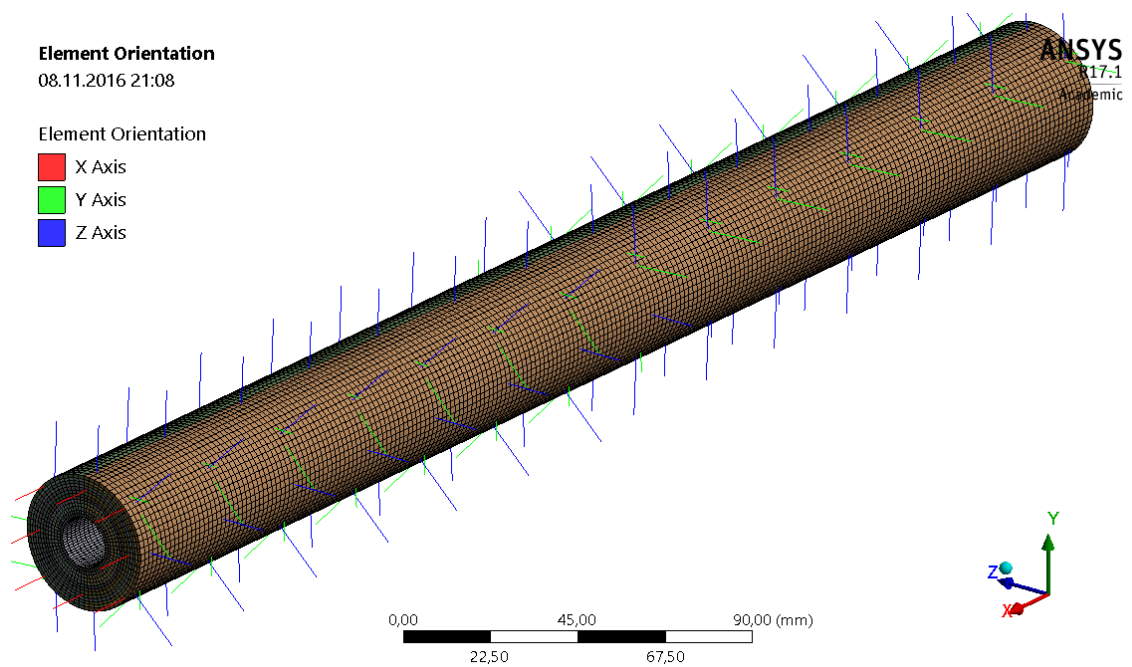 Element Orientation
08.11.2016 21:08
Element Orientation
X Axis
Y Axis
Z Axis
ANSYS
R17.1
Academic
Y
Z
X
0,00 45,00 90,00 (mm)
22,50 67,50